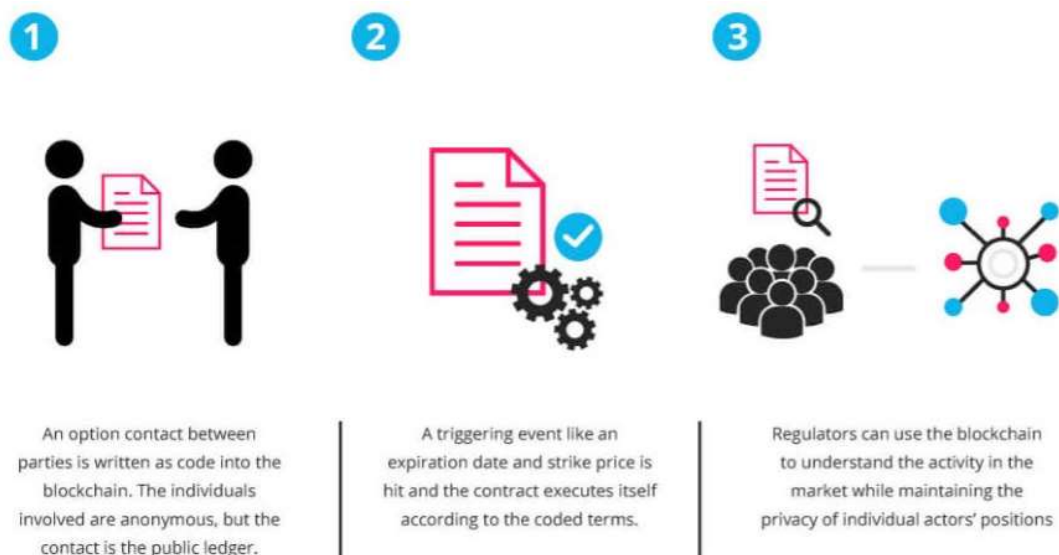 1
2
3
An option contact between
parties is written as code into the
blockchain. The individuals
involved are anonymous, but the
contact is the public ledger.
A triggering event like an
expiration date and strike price is
hit and the contract executes itself
according to the coded terms.
Regulators can use the blockchain
to understand the activity in the
market while maintaining the
privacy of individual actors' positions